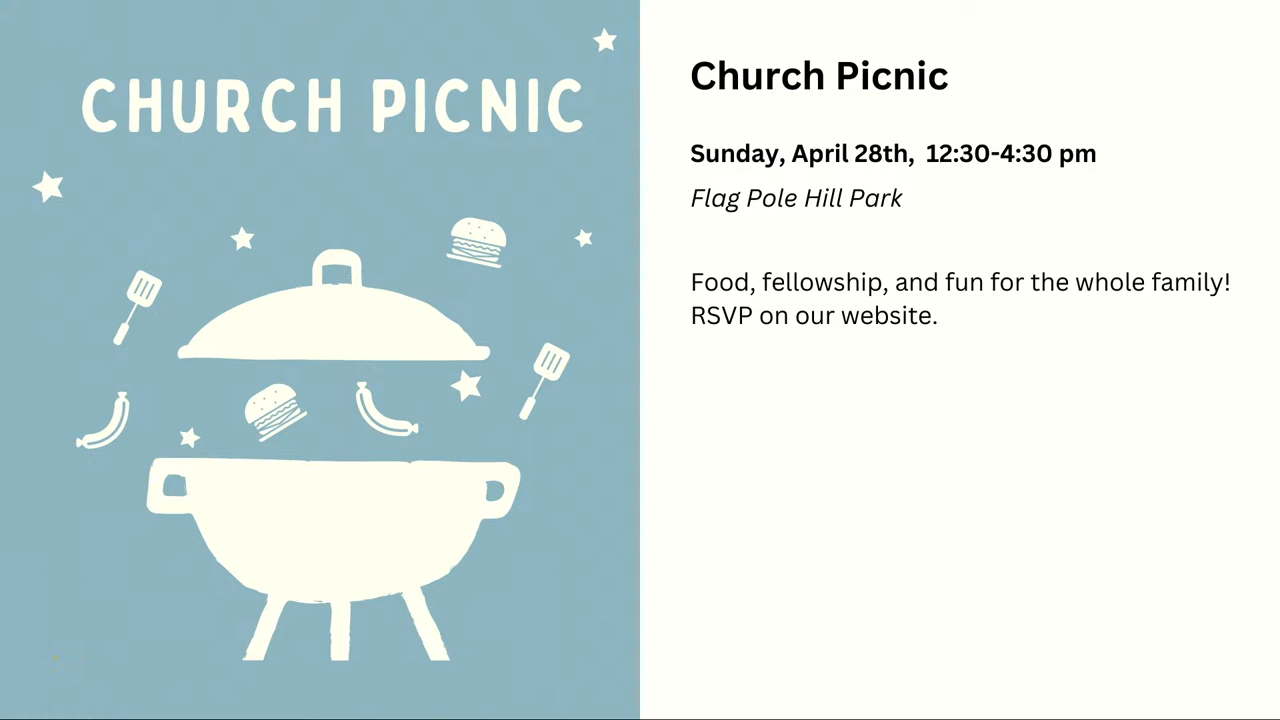 CHURCH PICNIC
Church Picnic
Sunday, April 28th, 12:30-4:30 pm
Flag Pole Hill Park
Food, fellowship, and fun for the whole family!
RSVP on our website.